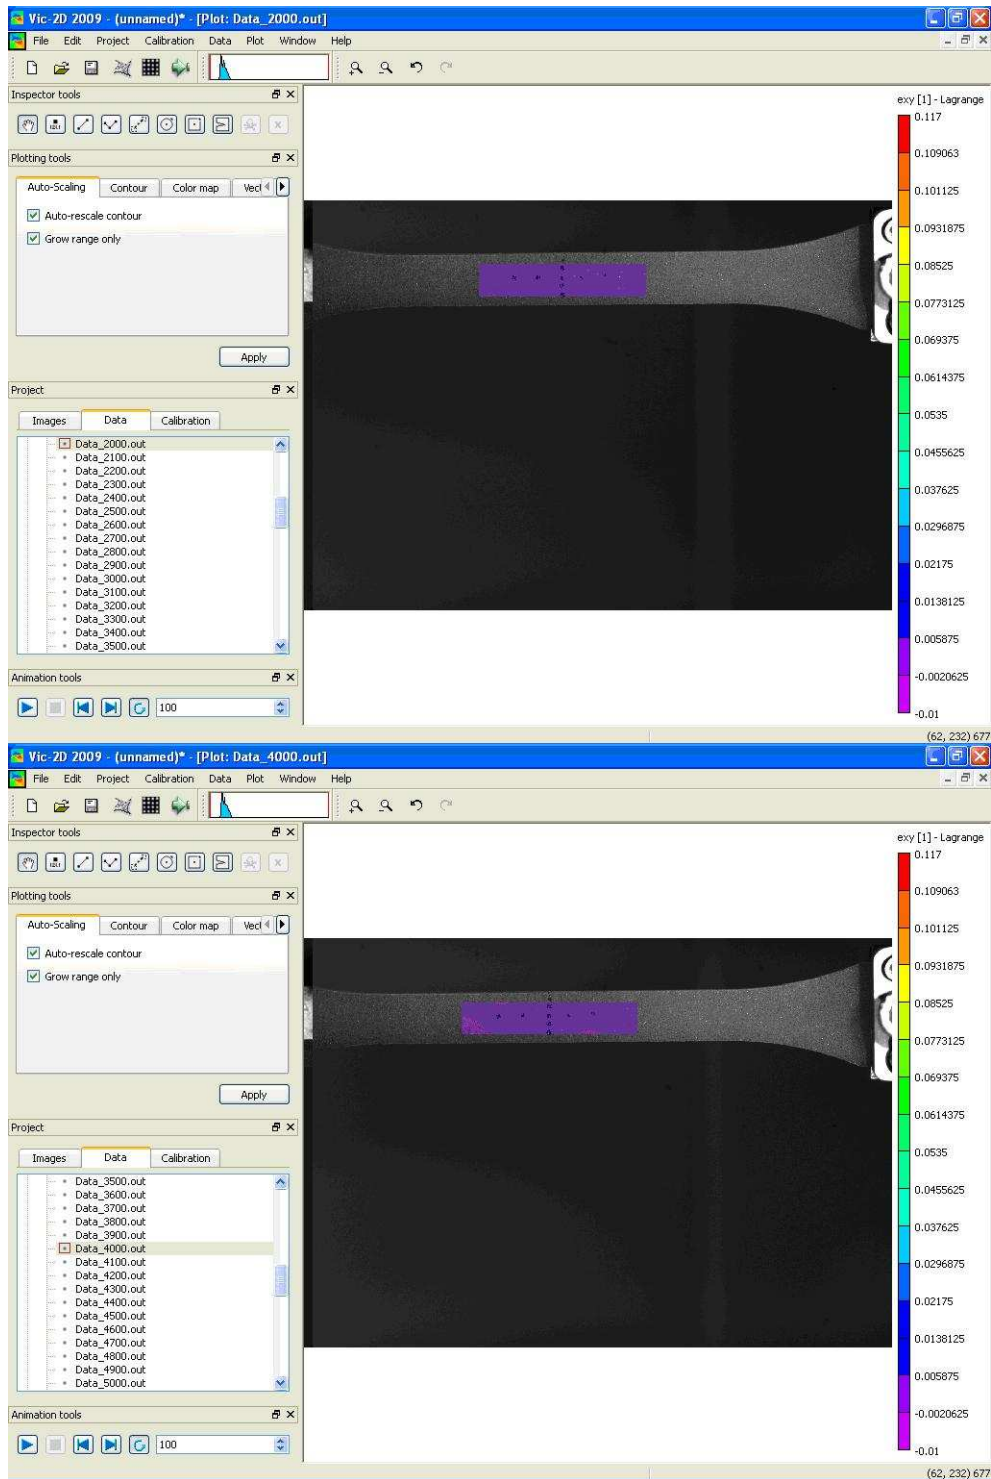 Vic-2D 2009 - (unnamed)* - [Plot: Data_2000.out]
File Edit Project Calibration Data Plot Window Help
Inspector tools
Plotting tools
Auto-Scaling Contour Color map Vect
Auto-rescale contour
Grow range only
Apply
Project
Images Data Calibration
Data_2000.out
Data_2100.out
Data_2200.out
Data_2300.out
Data_2400.out
Data_2500.out
Data_2600.out
Data_2700.out
Data_2800.out
Data_2900.out
Data_3000.out
Data_3100.out
Data_3200.out
Data_3300.out
Data_3400.out
Data_3500.out
Animation tools
100
exy [1] - Lagrange
0.117
0.109063
0.101125
0.0931875
0.08525
0.0773125
0.069375
0.0614375
0.0535
0.0455625
0.037625
0.0296875
0.02175
0.0138125
0.005875
-0.0020625
-0.01
(62, 232) 677
Vic-2D 2009 - (unnamed)* - [Plot: Data_4000.out]
File Edit Project Calibration Data Plot Window Help
Inspector tools
Plotting tools
Auto-Scaling Contour Color map Vect
Auto-rescale contour
Grow range only
Apply
Project
Images Data Calibration
Data_3500.out
Data_3600.out
Data_3700.out
Data_3800.out
Data_3900.out
Data_4000.out
Data_4100.out
Data_4200.out
Data_4300.out
Data_4400.out
Data_4500.out
Data_4600.out
Data_4700.out
Data_4800.out
Data_4900.out
Data_5000.out
Animation tools
100
exy [1] - Lagrange
0.117
0.109063
0.101125
0.0931875
0.08525
0.0773125
0.069375
0.0614375
0.0535
0.0455625
0.037625
0.0296875
0.02175
0.0138125
0.005875
-0.0020625
-0.01
(62, 232) 677